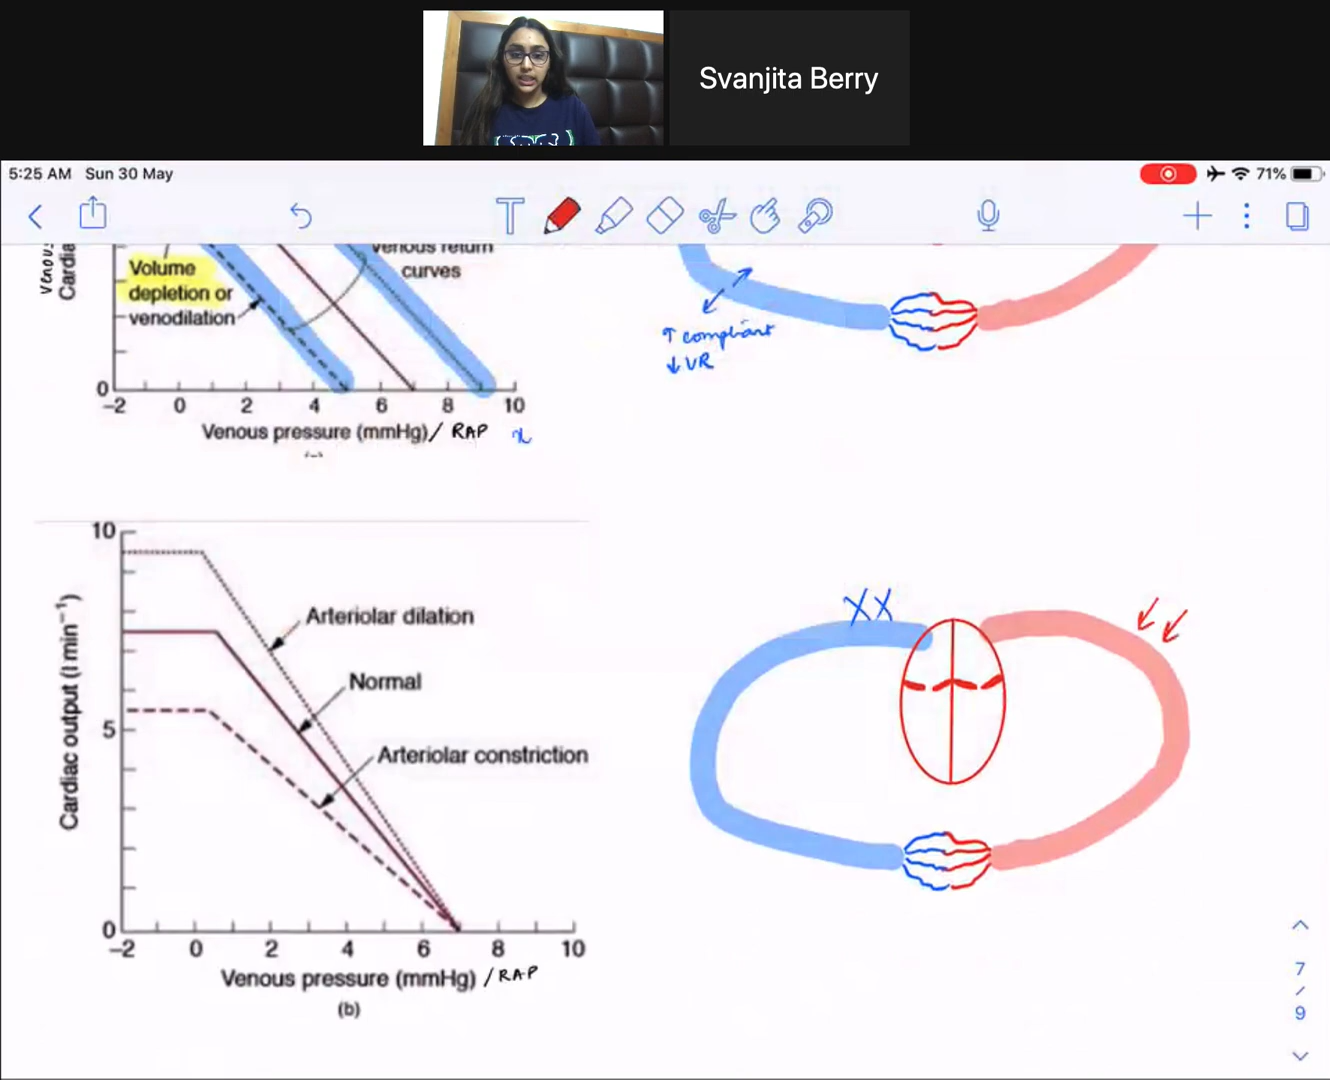 Svanjita Berry
5:25 AM Sun 30 May
71%
Venous return
curves
Volume
depletion or
venodilation
0
-2 0 2 4 6 8 10
Venous pressure (mmHg) / RAP x
↑ compliant
↓ VR
10
5
0
Cardiac output (l min⁻¹)
Arteriolar dilation
Normal
Arteriolar constriction
-2 0 2 4 6 8 10
Venous pressure (mmHg) / RAP
(b)
XX
7
/
9